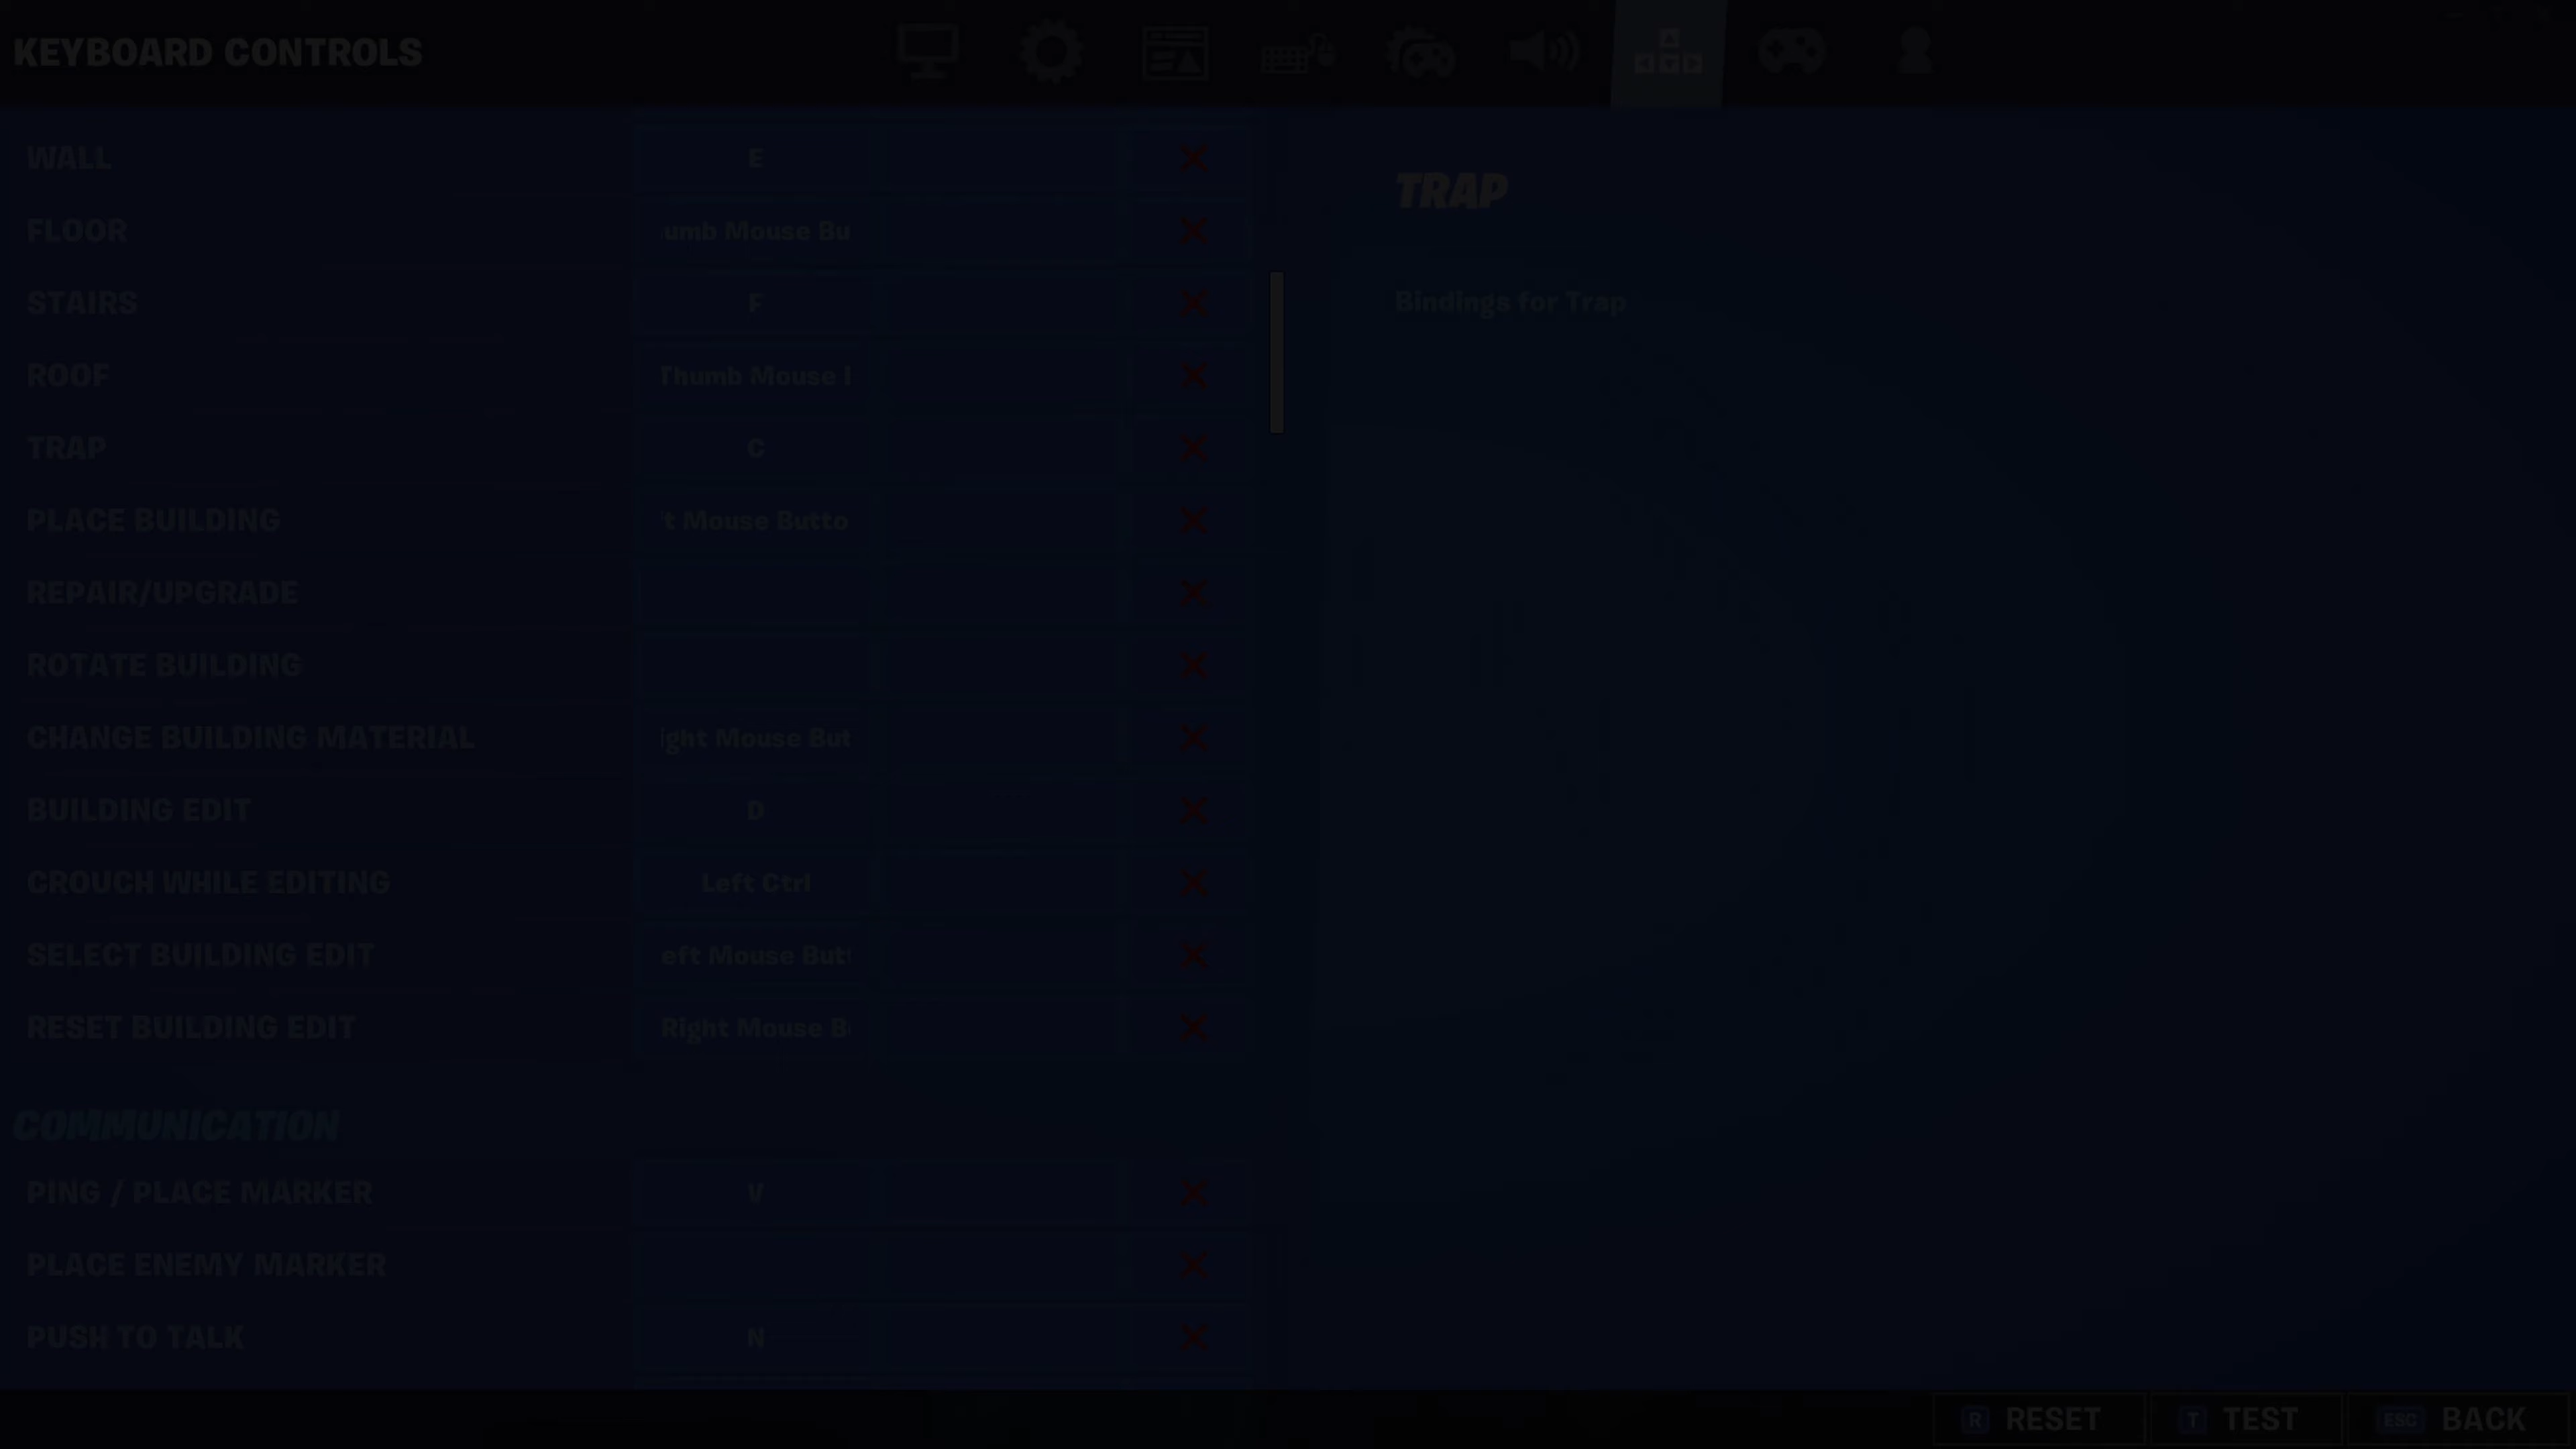 KEYBOARD CONTROLS
WALL E
FLOOR umb Mouse Bu
STAIRS F
ROOF Thumb Mouse
TRAP C
PLACE BUILDING t Mouse Butto
REPAIR/UPGRADE
ROTATE BUILDING
CHANGE BUILDING MATERIAL ight Mouse But
BUILDING EDIT D
CROUCH WHILE EDITING Left Ctrl
SELECT BUILDING EDIT eft Mouse But
RESET BUILDING EDIT Right Mouse B
COMMUNICATION
PING / PLACE MARKER V
PLACE ENEMY MARKER
PUSH TO TALK N
TRAP
Bindings for Trap
R RESET T TEST ESC BACK